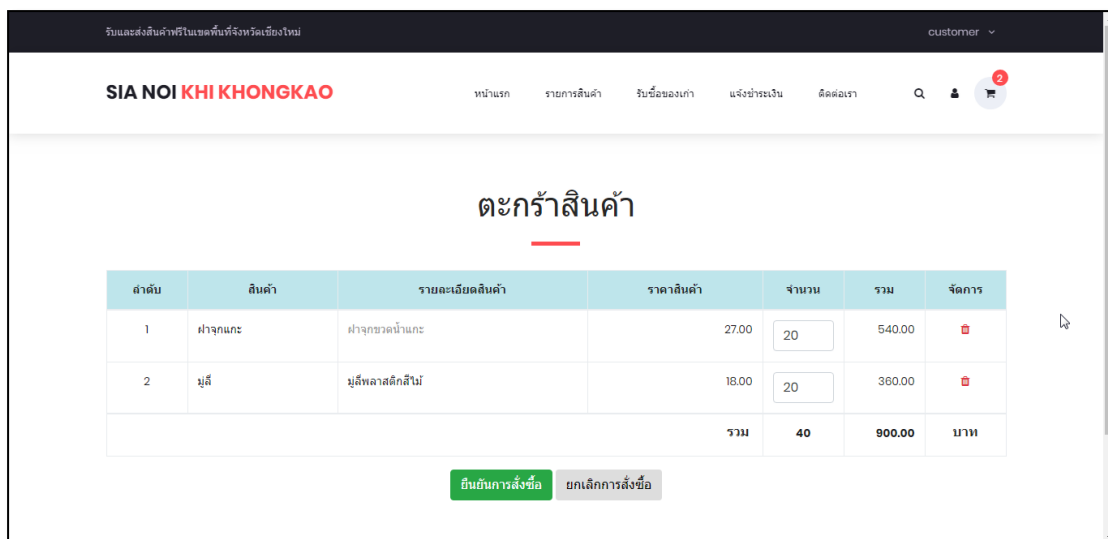 รับและส่งสินค้าฟรีในเขตพื้นที่จังหวัดเชียงใหม่ customer
SIA NOI KHI KHONGKAO หน้าแรก รายการสินค้า รับซื้อของเก่า แจ้งชำระเงิน ติดต่อเรา 2
ตะกร้าสินค้า
ลำดับ สินค้า รายละเอียดสินค้า ราคาสินค้า จำนวน รวม จัดการ
1 ฝาจุกแกะ ฝาจุกขวดน้ำแกะ 27.00 20 540.00
2 มู่ลี่ มู่ลี่พลาสติกสีไม้ 18.00 20 360.00
รวม 40 900.00 บาท
ยืนยันการสั่งซื้อ ยกเลิกการสั่งซื้อ